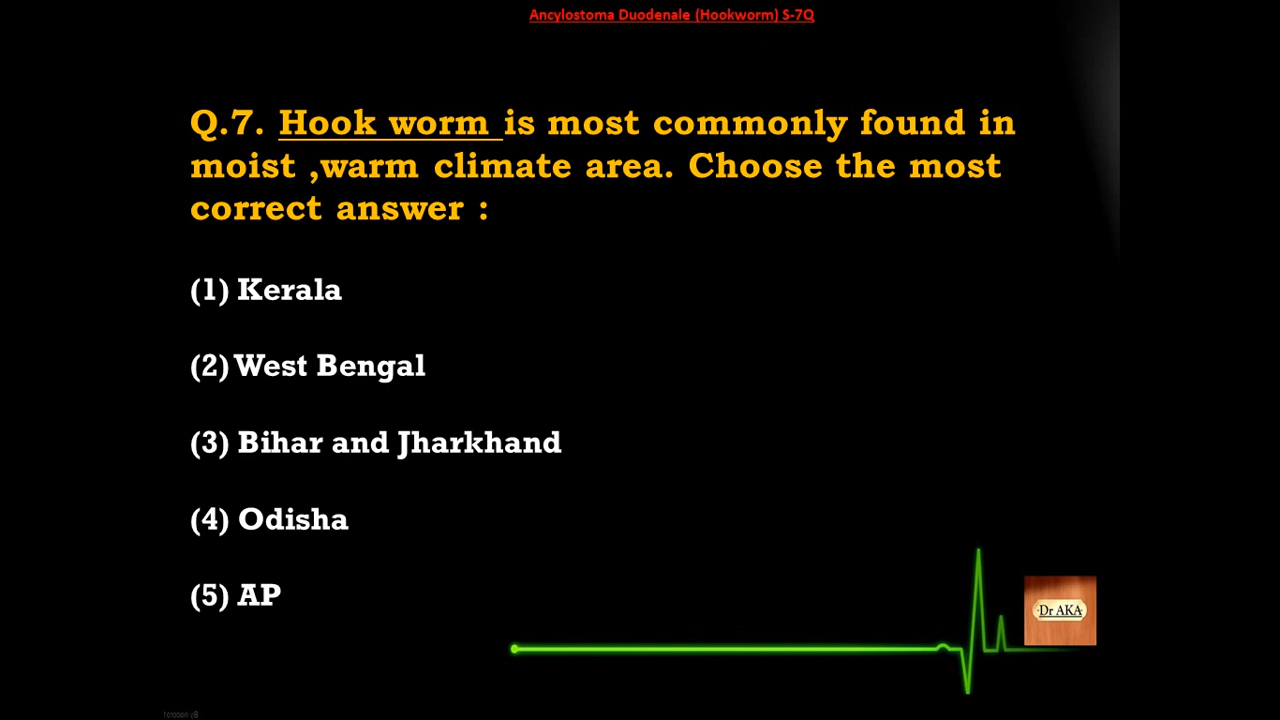 Ancylostoma Duodenale (Hookworm) S-7Q
Q.7. Hook worm is most commonly found in
moist ,warm climate area. Choose the most
correct answer :
(1) Kerala
(2) West Bengal
(3) Bihar and Jharkhand
(4) Odisha
(5) AP
Dr AKA